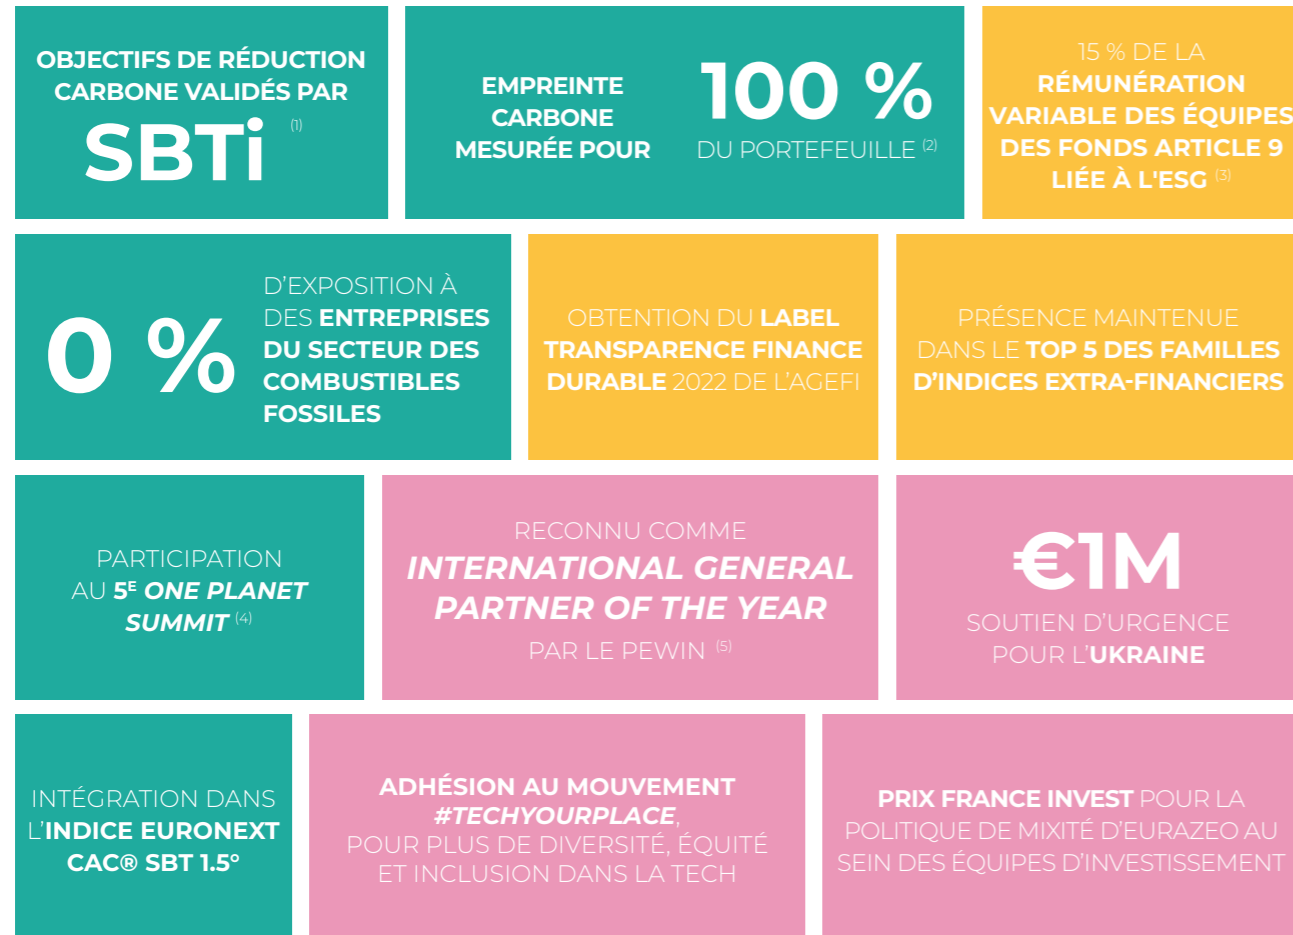 OBJECTIFS DE RÉDUCTION
CARBONE VALIDÉS PAR
SBTi (1)
EMPREINTE
CARBONE
MESURÉE POUR
100 %
DU PORTEFEUILLE (2)
15 % DE LA
RÉMUNÉRATION
VARIABLE DES ÉQUIPES
DES FONDS ARTICLE 9
LIÉE À L'ESG (3)
0 %
D’EXPOSITION À
DES ENTREPRISES
DU SECTEUR DES
COMBUSTIBLES
FOSSILES
OBTENTION DU LABEL
TRANSPARENCE FINANCE
DURABLE 2022 DE L’AGEFI
PRÉSENCE MAINTENUE
DANS LE TOP 5 DES FAMILLES
D’INDICES EXTRA-FINANCIERS
PARTICIPATION
AU 5E ONE PLANET
SUMMIT (4)
RECONNU COMME
INTERNATIONAL GENERAL
PARTNER OF THE YEAR
PAR LE PEWIN (5)
€1M
SOUTIEN D’URGENCE
POUR L’UKRAINE
INTÉGRATION DANS
L’INDICE EURONEXT
CAC® SBT 1.5°
ADHÉSION AU MOUVEMENT
#TECHYOURPLACE,
POUR PLUS DE DIVERSITÉ, ÉQUITÉ
ET INCLUSION DANS LA TECH
PRIX FRANCE INVEST POUR LA
POLITIQUE DE MIXITÉ D’EURAZEO AU
SEIN DES ÉQUIPES D’INVESTISSEMENT